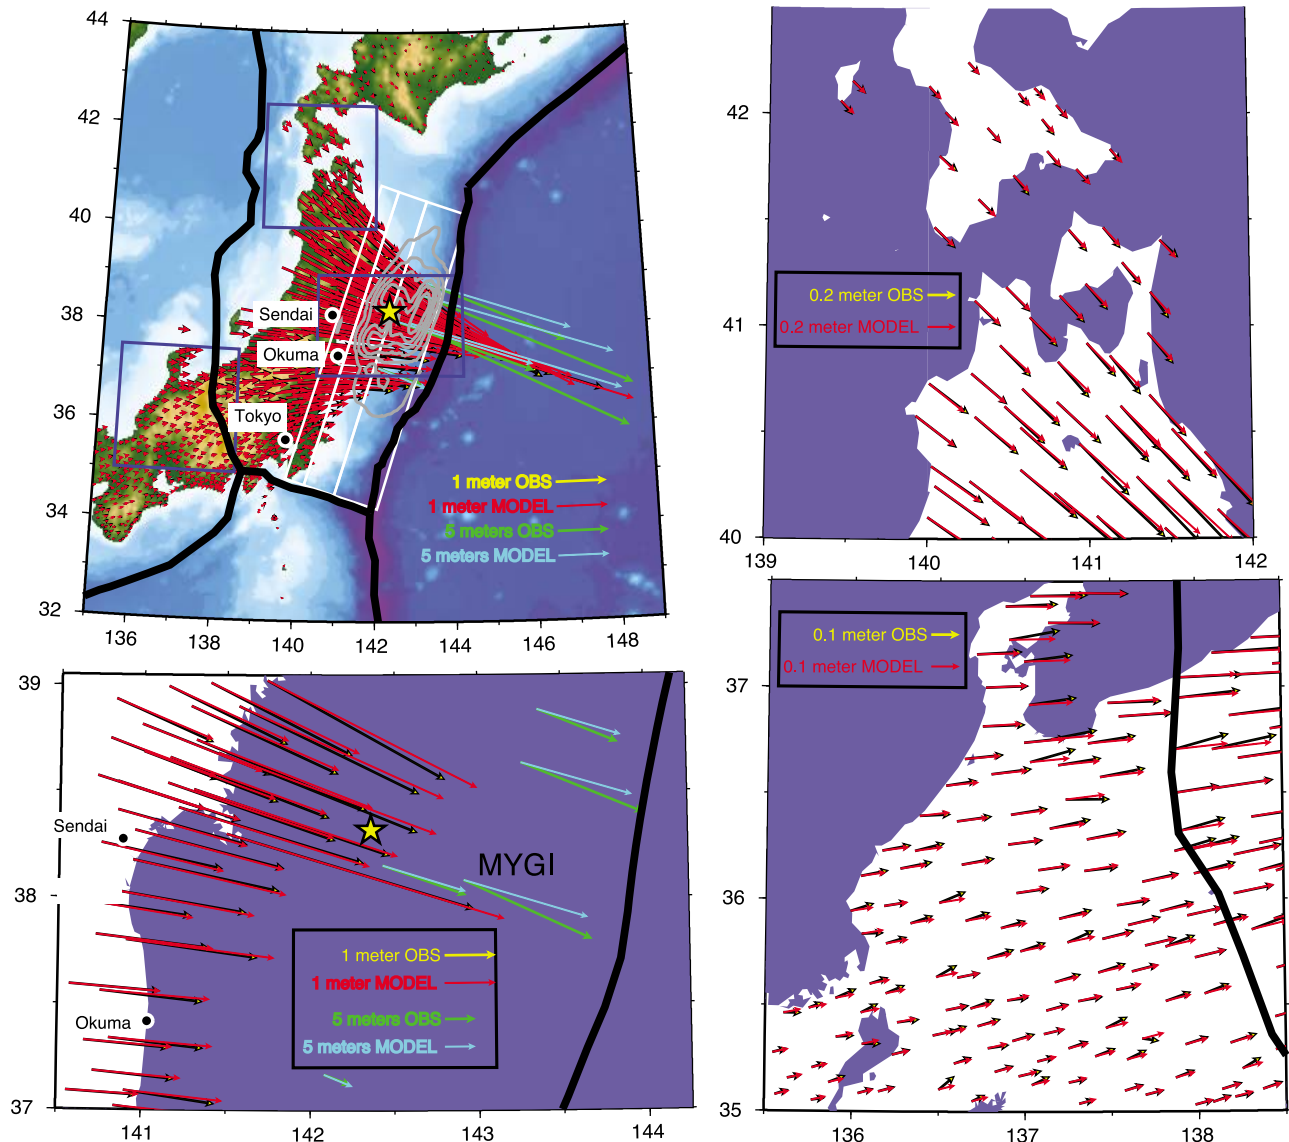 44
42
40
38
36
34
32
136
138
140
142
144
146
148
Sendai
Okuma
Tokyo
1 meter OBS
1 meter MODEL
5 meters OBS
5 meters MODEL
42
41
40
139
140
141
142
0.2 meter OBS
0.2 meter MODEL
39
38
37
141
142
143
144
Sendai
MYGI
Okuma
1 meter OBS
1 meter MODEL
5 meters OBS
5 meters MODEL
37
36
35
136
137
138
0.1 meter OBS
0.1 meter MODEL